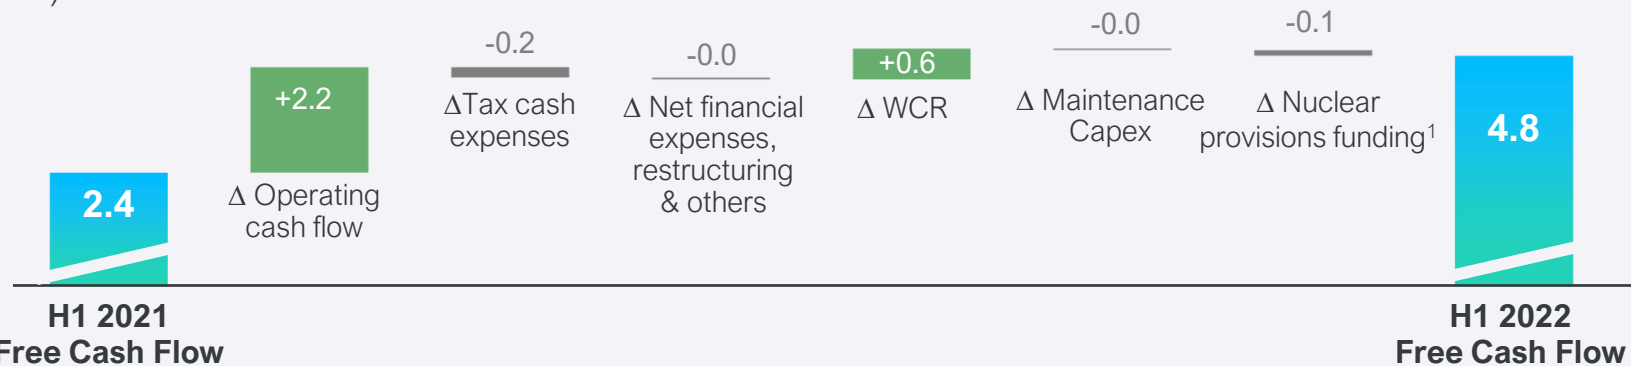 2.4
H1 2021
Free Cash Flow
+2.2
Δ Operating
cash flow
-0.2
ΔTax cash
expenses
-0.0
Δ Net financial
expenses,
restructuring
& others
+0.6
Δ WCR
-0.0
Δ Maintenance
Capex
-0.1
Δ Nuclear
provisions funding¹
4.8
H1 2022
Free Cash Flow